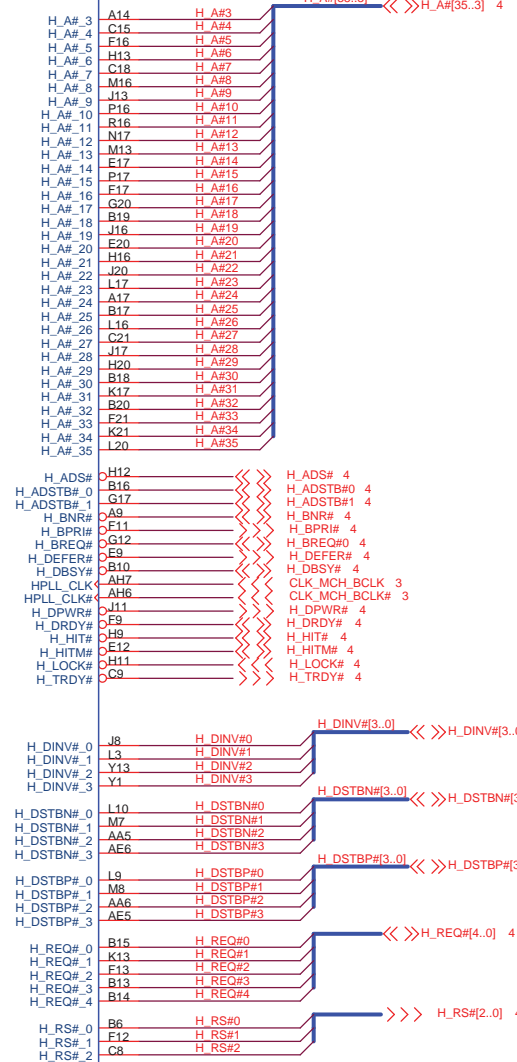 H_A#[35..3] H_A#[35..3] 4
H_A#_3 A14 H_A#3
H_A#_4 C15 H_A#4
H_A#_5 F16 H_A#5
H_A#_6 H13 H_A#6
H_A#_7 C18 H_A#7
H_A#_8 M16 H_A#8
H_A#_9 J13 H_A#9
H_A#_10 P16 H_A#10
H_A#_11 R16 H_A#11
H_A#_12 N17 H_A#12
H_A#_13 M13 H_A#13
H_A#_14 E17 H_A#14
H_A#_15 P17 H_A#15
H_A#_16 F17 H_A#16
H_A#_17 G20 H_A#17
H_A#_18 B19 H_A#18
H_A#_19 J16 H_A#19
H_A#_20 E20 H_A#20
H_A#_21 H16 H_A#21
H_A#_22 J20 H_A#22
H_A#_23 L17 H_A#23
H_A#_24 A17 H_A#24
H_A#_25 B17 H_A#25
H_A#_26 L16 H_A#26
H_A#_27 C21 H_A#27
H_A#_28 J17 H_A#28
H_A#_29 H20 H_A#29
H_A#_30 B18 H_A#30
H_A#_31 K17 H_A#31
H_A#_32 B20 H_A#32
H_A#_33 F21 H_A#33
H_A#_34 K21 H_A#34
H_A#_35 L20 H_A#35
H_ADS# H12 H_ADS# 4
H_ADSTB#_0 B16 H_ADSTB#0 4
H_ADSTB#_1 G17 H_ADSTB#1 4
H_BNR# A9 H_BNR# 4
H_BPRI# F11 H_BPRI# 4
H_BREQ# G12 H_BREQ#0 4
H_DEFER# E9 H_DEFER# 4
H_DBSY# B10 H_DBSY# 4
HPLL_CLK AH7 CLK_MCH_BCLK 3
HPLL_CLK# AH6 CLK_MCH_BCLK# 3
H_DPWR# J11 H_DPWR# 4
H_DRDY# F9 H_DRDY# 4
H_HIT# H9 H_HIT# 4
H_HITM# E12 H_HITM# 4
H_LOCK# H11 H_LOCK# 4
H_TRDY# C9 H_TRDY# 4
H_DINV#[3..0] H_DINV#[3..0
H_DINV#_0 J8 H_DINV#0
H_DINV#_1 L3 H_DINV#1
H_DINV#_2 Y13 H_DINV#2
H_DINV#_3 Y1 H_DINV#3
H_DSTBN#[3..0] H_DSTBN#[3
H_DSTBN#_0 L10 H_DSTBN#0
H_DSTBN#_1 M7 H_DSTBN#1
H_DSTBN#_2 AA5 H_DSTBN#2
H_DSTBN#_3 AE6 H_DSTBN#3
H_DSTBP#[3..0] H_DSTBP#[3
H_DSTBP#_0 L9 H_DSTBP#0
H_DSTBP#_1 M8 H_DSTBP#1
H_DSTBP#_2 AA6 H_DSTBP#2
H_DSTBP#_3 AE5 H_DSTBP#3
H_REQ#[4..0] 4
H_REQ#_0 B15 H_REQ#0
H_REQ#_1 K13 H_REQ#1
H_REQ#_2 F13 H_REQ#2
H_REQ#_3 B13 H_REQ#3
H_REQ#_4 B14 H_REQ#4
H_RS#[2..0] 4
H_RS#_0 B6 H_RS#0
H_RS#_1 F12 H_RS#1
H_RS#_2 C8 H_RS#2